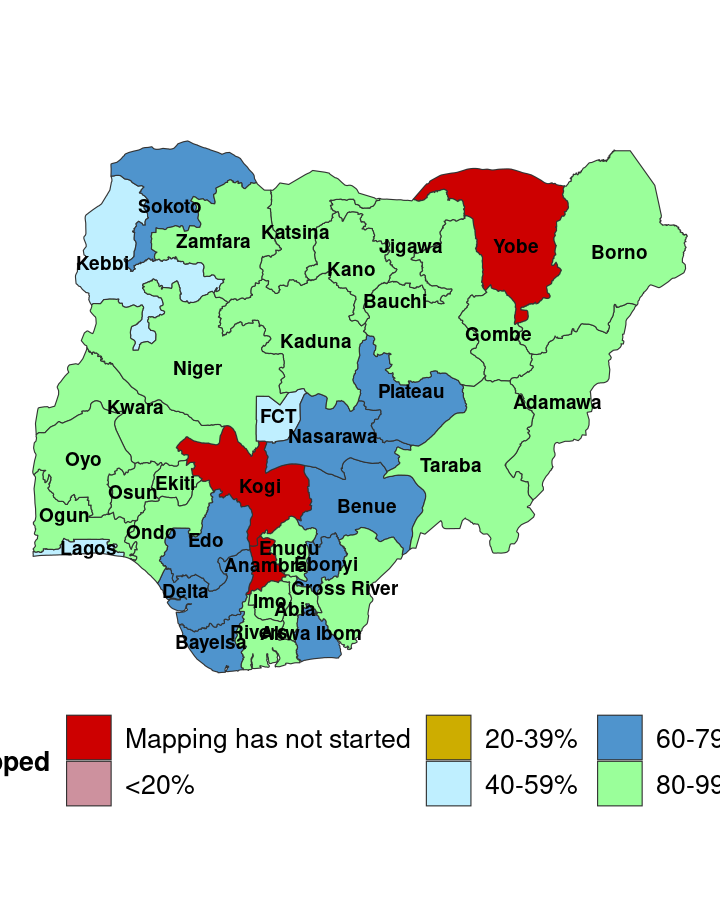 Sokoto
Katsina
Zamfara
Jigawa
Yobe
Borno
Kebbi
Kano
Bauchi
Gombe
Kaduna
Niger
Plateau
Adamawa
Kwara
FCT
Nasarawa
Oyo
Taraba
Ekiti
Kogi
Osun
Benue
Ogun
Ondo
Edo
Lagos
Enugu
Anambra
Ebonyi
Cross River
Delta
Imo
Abia
Rivers
Akwa Ibom
Bayelsa
pped
Mapping has not started
20-39%
60-79
<20%
40-59%
80-99